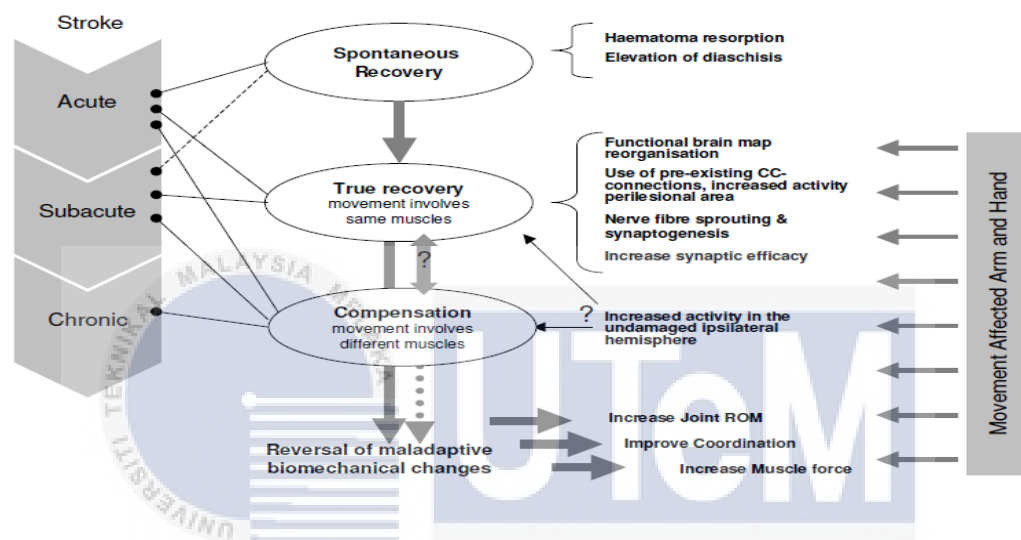 Stroke
Acute
Subacute
Chronic
Spontaneous
Recovery
Haematoma resorption
Elevation of diaschisis
True recovery
movement involves
same muscles
Functional brain map
reorganisation
Use of pre-existing CC-
connections, increased activity
perilesional area
Nerve fibre sprouting &
synaptogenesis
Increase synaptic efficacy
?
Compensation
movement involves
different muscles
?
Increased activity in the
undamaged ipsilateral
hemisphere
Reversal of maladaptive
biomechanical changes
Increase Joint ROM
Improve Coordination
Increase Muscle force
Movement Affected Arm and Hand
UNIVERSITI TEKNIKAL MALAYSIA
UTeM